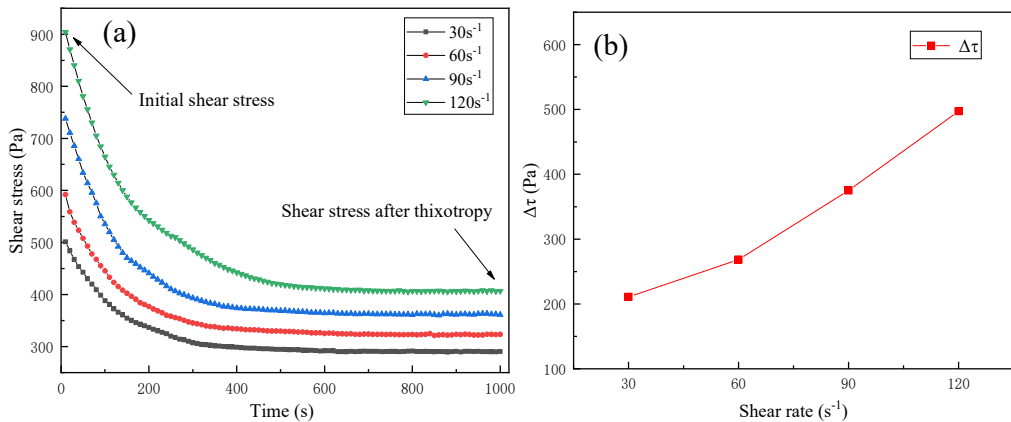 (a)
30s⁻¹
60s⁻¹
90s⁻¹
120s⁻¹
Initial shear stress
Shear stress after thixotropy
Shear stress (Pa)
900
800
700
600
500
400
300
0 200 400 600 800 1000
Time (s)
(b)
Δτ
Δτ (Pa)
600
500
400
300
200
100
30 60 90 120
Shear rate (s⁻¹)